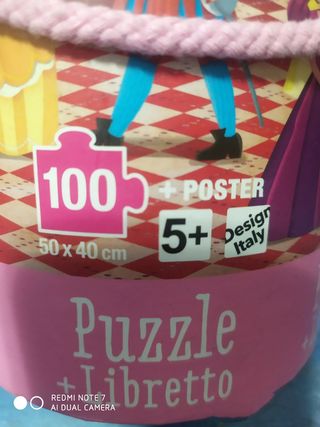 100
+ POSTER
50 x 40 cm
5+
Design
Italy
Puzzle
+Libretto
REDMI NOTE 7
AI DUAL CAMERA